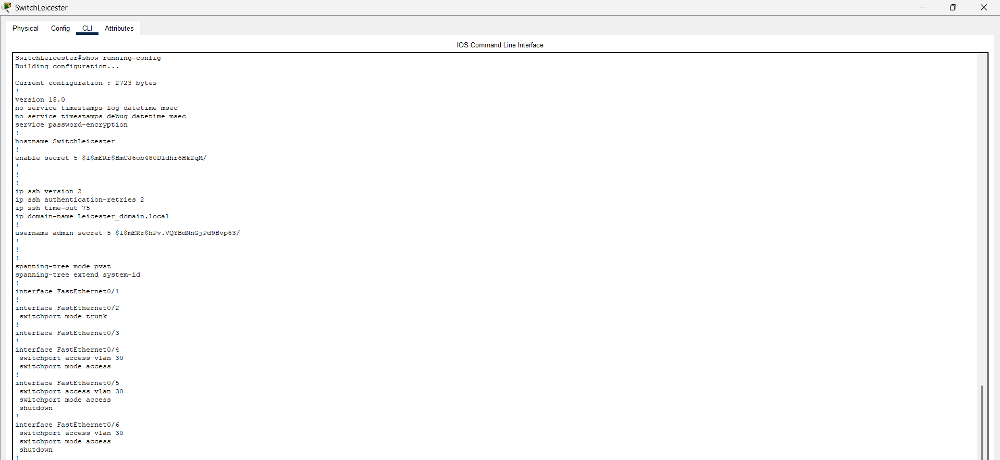 SwitchLeicester
Physical Config CLI Attributes
IOS Command Line Interface
SwitchLeicester#show running-config
Building configuration...
Current configuration : 2723 bytes
!
version 15.0
no service timestamps log datetime msec
no service timestamps debug datetime msec
service password-encryption
!
hostname SwitchLeicester
!
enable secret 5 $1$mERr$BmCJ6ob480Dldhr6Hk2qM/
!
!
!
ip ssh version 2
ip ssh authentication-retries 2
ip ssh time-out 75
ip domain-name Leicester_domain.local
!
username admin secret 5 $1$mERr$hPv.VQYBdNnGjPd9Bvp63/
!
!
!
spanning-tree mode pvst
spanning-tree extend system-id
!
interface FastEthernet0/1
!
interface FastEthernet0/2
 switchport mode trunk
!
interface FastEthernet0/3
!
interface FastEthernet0/4
 switchport access vlan 30
 switchport mode access
!
interface FastEthernet0/5
 switchport access vlan 30
 switchport mode access
 shutdown
!
interface FastEthernet0/6
 switchport access vlan 30
 switchport mode access
 shutdown
!